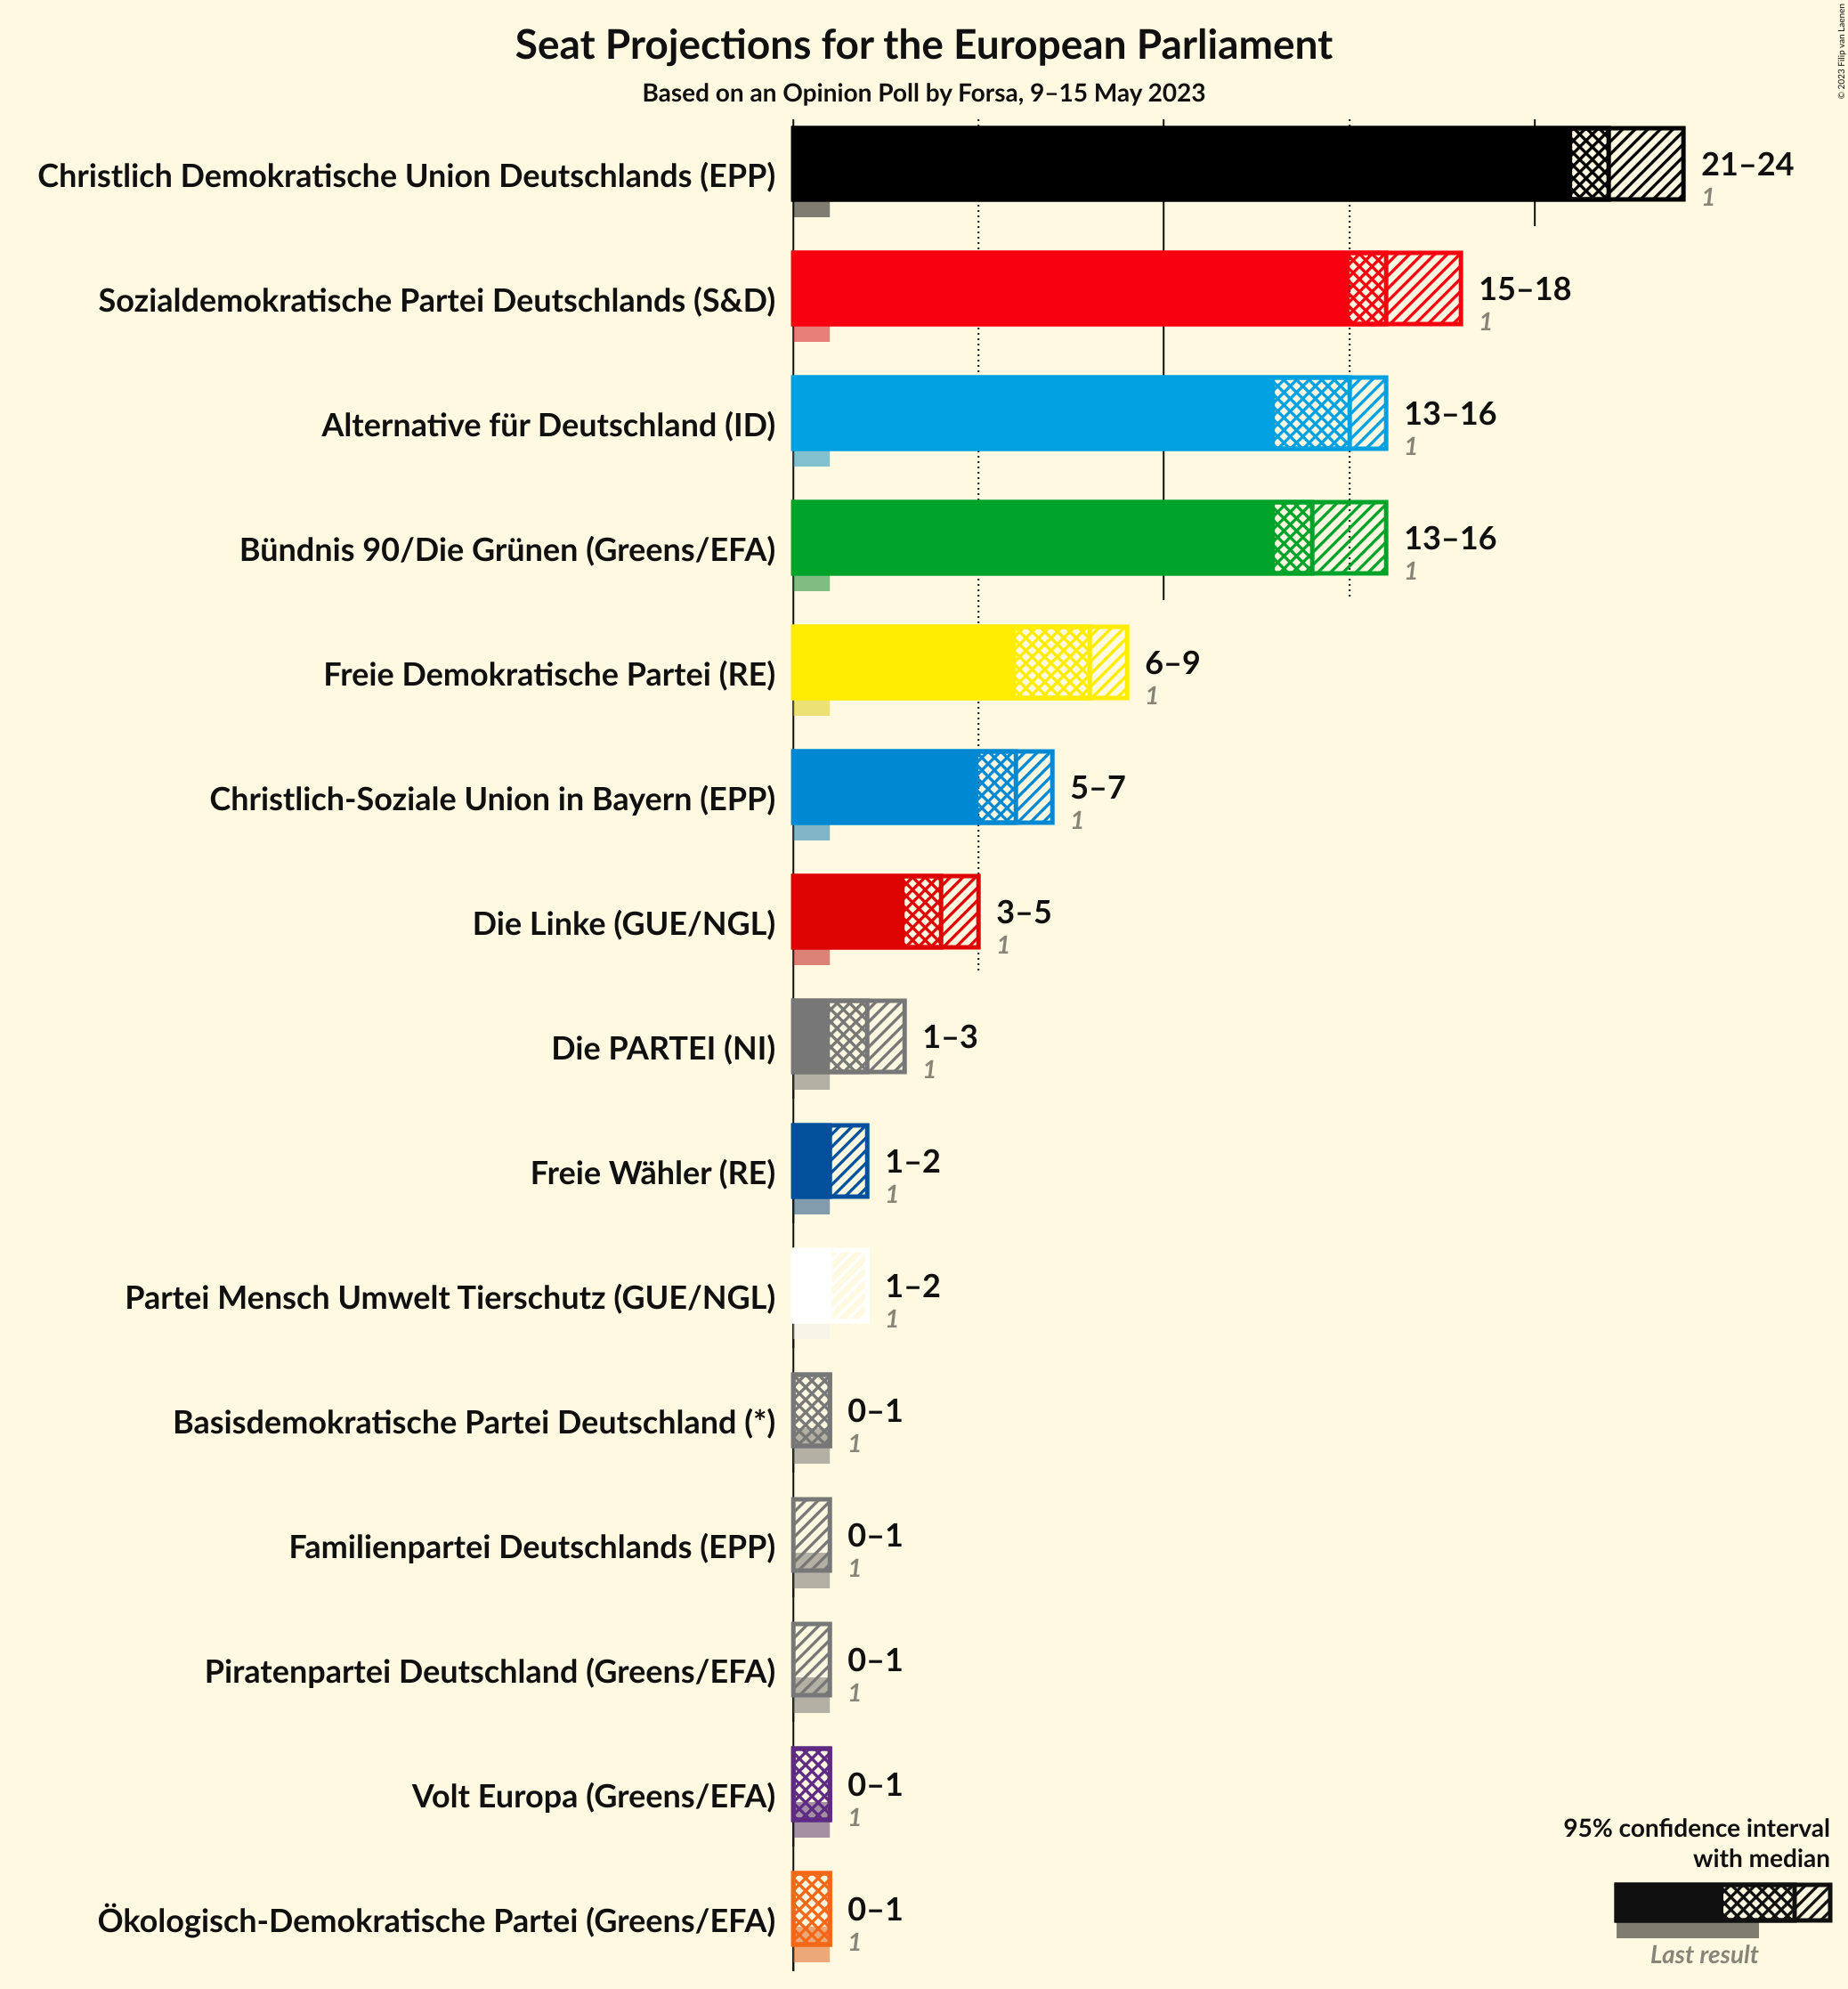 © 2023 Filip van Laenen
Seat Projections for the European Parliament
Based on an Opinion Poll by Forsa, 9–15 May 2023
Christlich Demokratische Union Deutschlands (EPP)
21–24
1
Sozialdemokratische Partei Deutschlands (S&D)
15–18
1
Alternative für Deutschland (ID)
13–16
1
Bündnis 90/Die Grünen (Greens/EFA)
13–16
1
Freie Demokratische Partei (RE)
6–9
1
Christlich-Soziale Union in Bayern (EPP)
5–7
1
Die Linke (GUE/NGL)
3–5
1
Die PARTEI (NI)
1–3
1
Freie Wähler (RE)
1–2
1
Partei Mensch Umwelt Tierschutz (GUE/NGL)
1–2
1
Basisdemokratische Partei Deutschland (*)
0–1
1
Familienpartei Deutschlands (EPP)
0–1
1
Piratenpartei Deutschland (Greens/EFA)
0–1
1
Volt Europa (Greens/EFA)
0–1
1
Ökologisch-Demokratische Partei (Greens/EFA)
0–1
1
95% confidence interval
with median
Last result